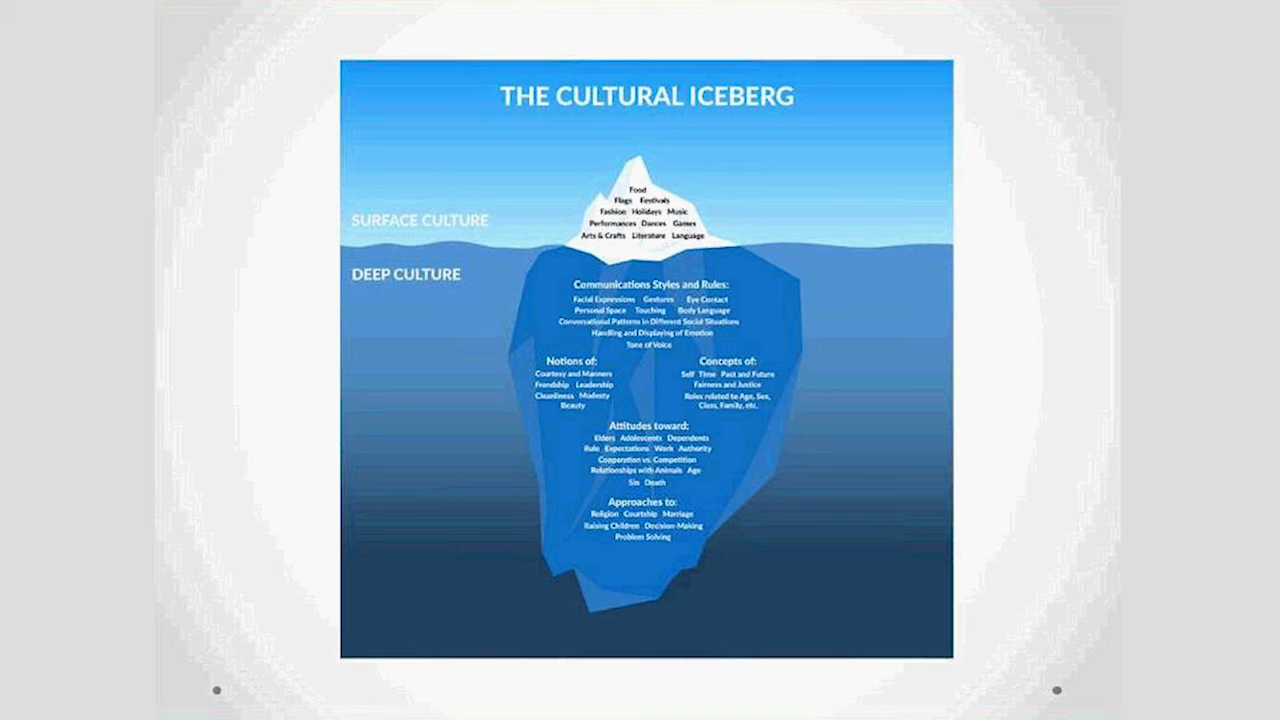 THE CULTURAL ICEBERG
Food
Flags Festivals
Fashion Holidays Music
Performances Dances Games
Arts & Crafts Literature Language
SURFACE CULTURE
DEEP CULTURE
Communications Styles and Rules:
Facial Expressions Gestures Eye Contact
Personal Space Touching Body Language
Conversational Patterns in Different Social Situations
Handling and Displaying of Emotion
Tone of Voice
Notions of:
Courtesy and Manners
Friendship Leadership
Cleanliness Modesty
Beauty
Concepts of:
Self Time Past and Future
Fairness and Justice
Roles related to Age, Sex,
Class, Family, etc.
Attitudes toward:
Elders Adolescents Dependents
Rule Expectations Work Authority
Cooperation vs. Competition
Relationships with Animals Age
Sin Death
Approaches to:
Religion Courtship Marriage
Raising Children Decision-Making
Problem Solving